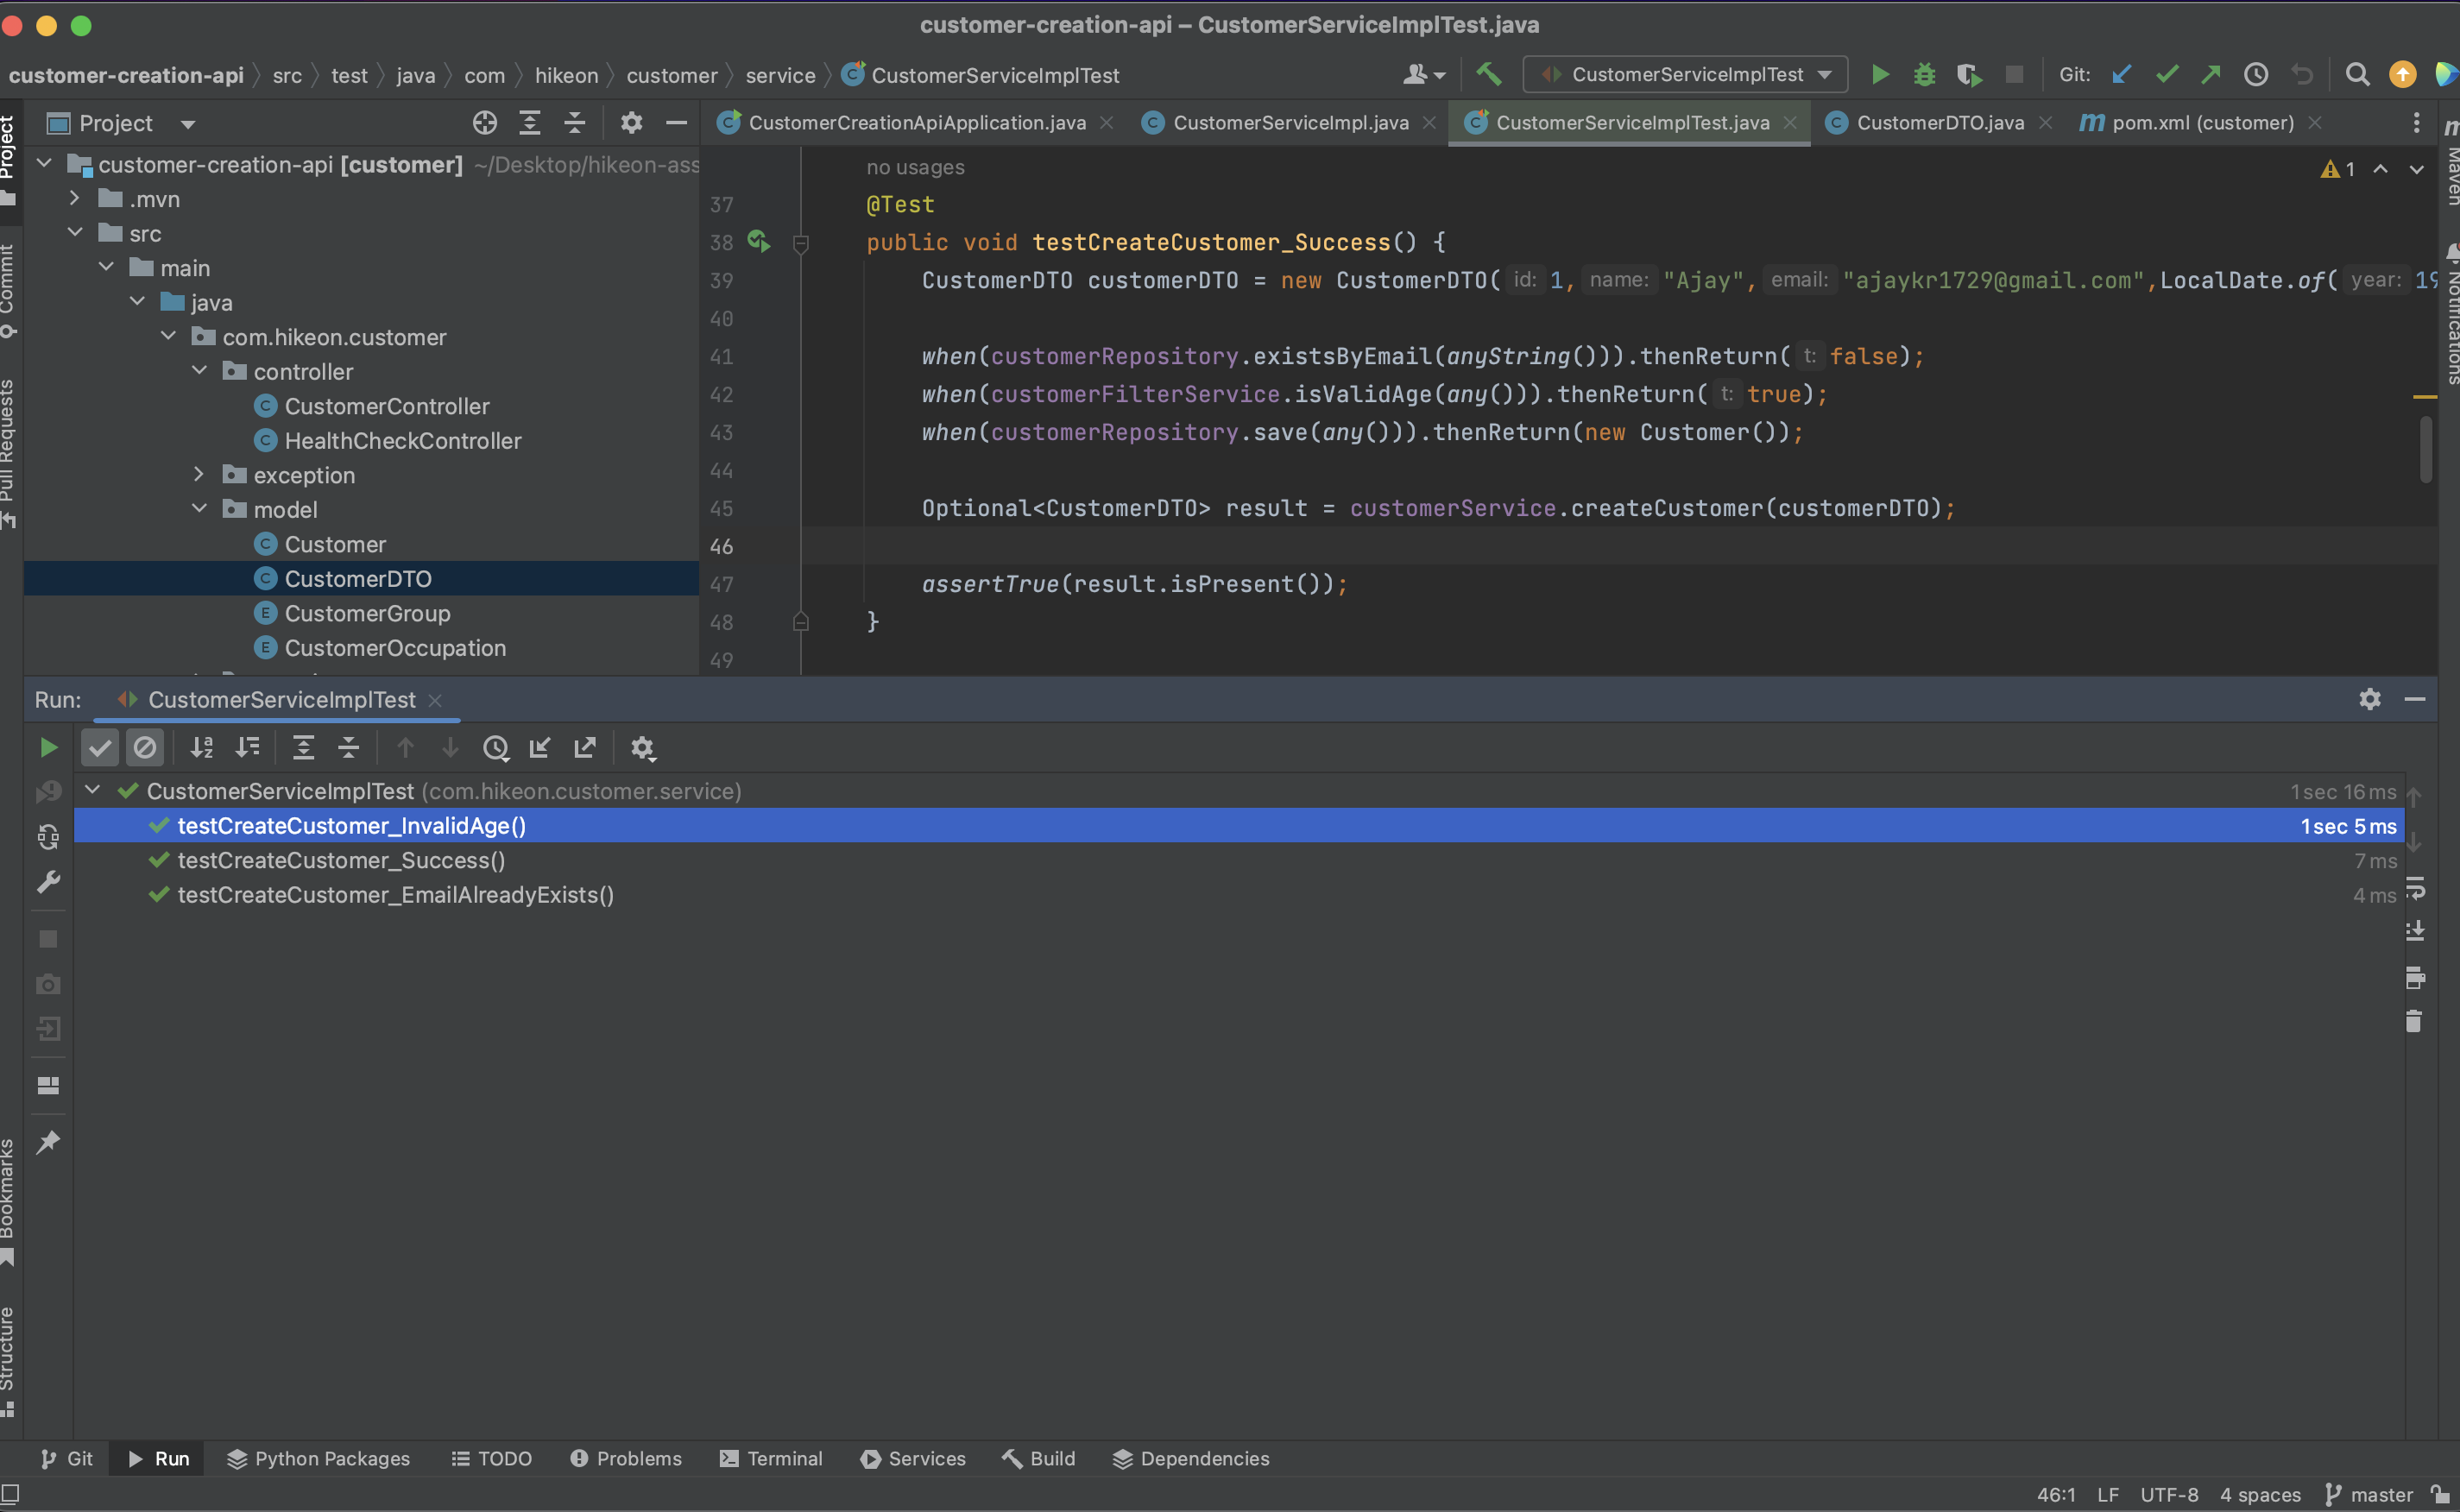 customer-creation-api – CustomerServiceImplTest.java
customer-creation-api src test java com hikeon customer service CustomerServiceImplTest
CustomerServiceImplTest Git:
Project
CustomerCreationApiApplication.java CustomerServiceImpl.java CustomerServiceImplTest.java CustomerDTO.java pom.xml (customer)
customer-creation-api [customer] ~/Desktop/hikeon-ass
.mvn
src
main
java
com.hikeon.customer
controller
CustomerController
HealthCheckController
exception
model
Customer
CustomerDTO
CustomerGroup
CustomerOccupation
no usages
1
37 @Test
38 public void testCreateCustomer_Success() {
39 CustomerDTO customerDTO = new CustomerDTO( id: 1, name: "Ajay", email: "ajaykr1729@gmail.com",LocalDate.of( year: 19
40
41 when(customerRepository.existsByEmail(anyString())).thenReturn( t: false);
42 when(customerFilterService.isValidAge(any())).thenReturn( t: true);
43 when(customerRepository.save(any())).thenReturn(new Customer());
44
45 Optional<CustomerDTO> result = customerService.createCustomer(customerDTO);
46
47 assertTrue(result.isPresent());
48 }
49
Project
Commit
Pull Requests
Bookmarks
Structure
Maven
Notifications
Run: CustomerServiceImplTest
CustomerServiceImplTest (com.hikeon.customer.service) 1 sec 16 ms
testCreateCustomer_InvalidAge() 1 sec 5 ms
testCreateCustomer_Success() 7 ms
testCreateCustomer_EmailAlreadyExists() 4 ms
Git Run Python Packages TODO Problems Terminal Services Build Dependencies
46:1 LF UTF-8 4 spaces master